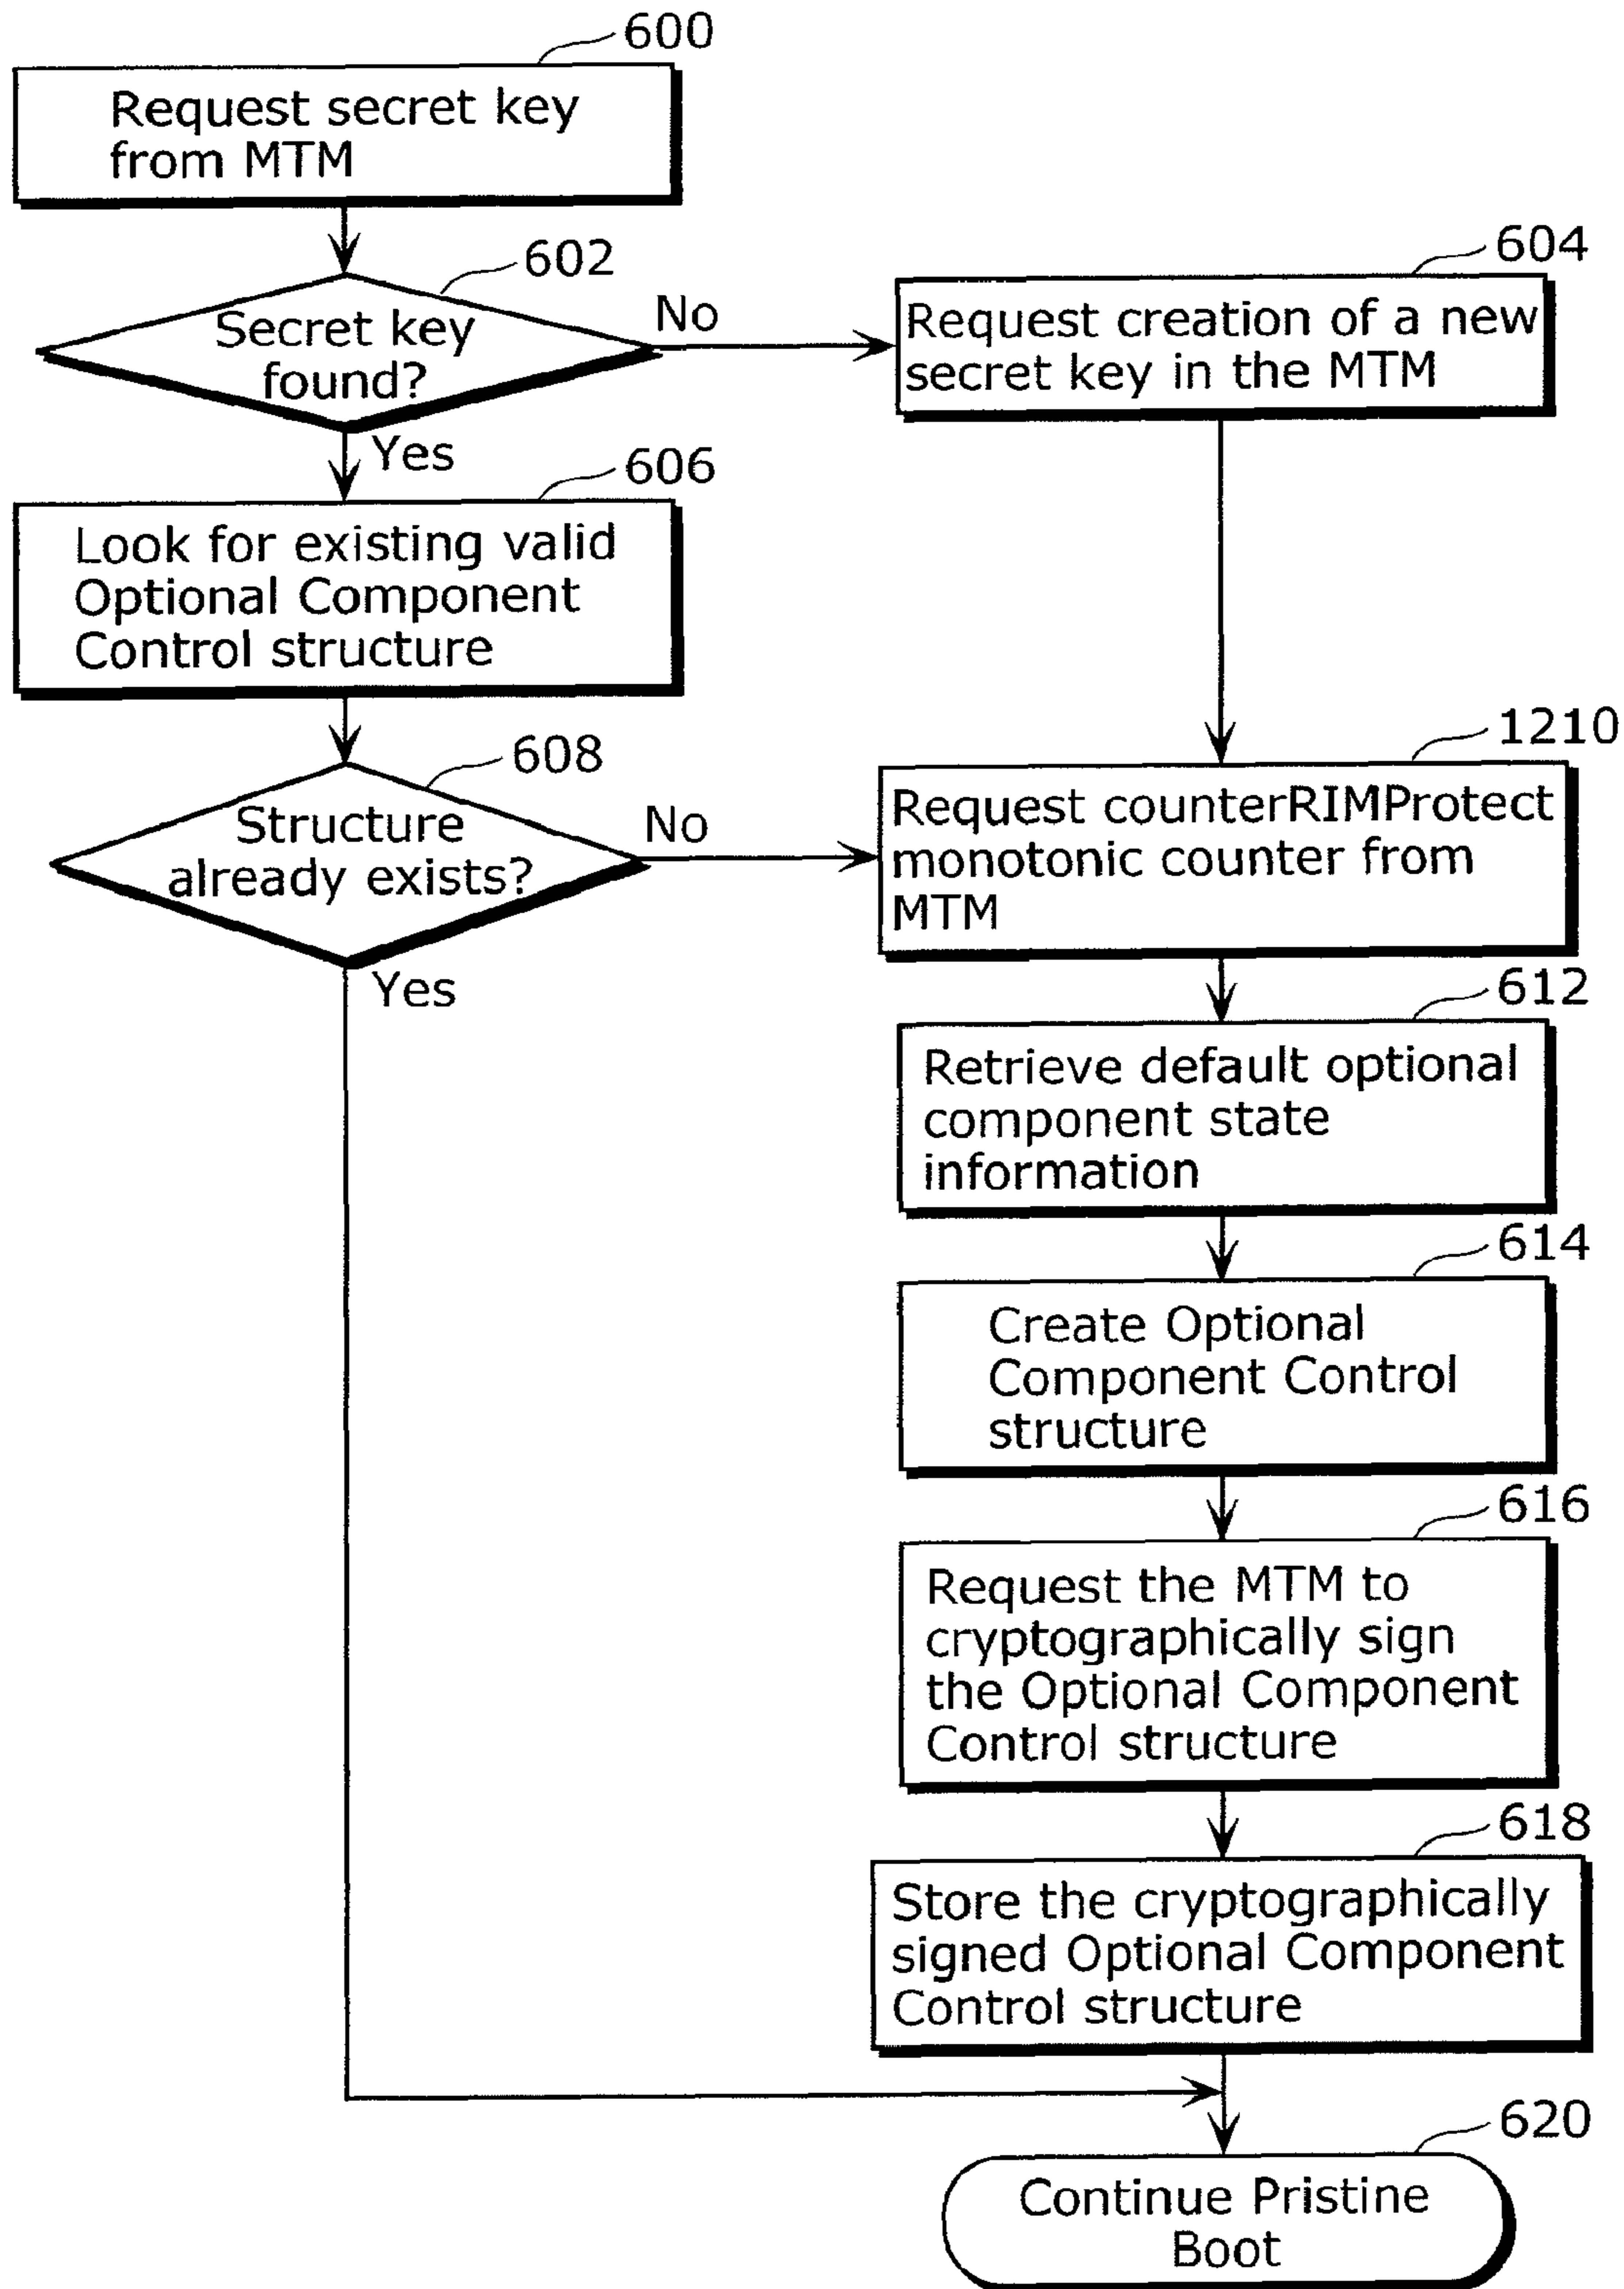 600
Request secret key
from MTM
602
Secret key
found?
No
Yes
604
Request creation of a new
secret key in the MTM
606
Look for existing valid
Optional Component
Control structure
608
Structure
already exists?
No
Yes
1210
Request counterRIMProtect
monotonic counter from
MTM
612
Retrieve default optional
component state
information
614
Create Optional
Component Control
structure
616
Request the MTM to
cryptographically sign
the Optional Component
Control structure
618
Store the cryptographically
signed Optional Component
Control structure
620
Continue Pristine
Boot